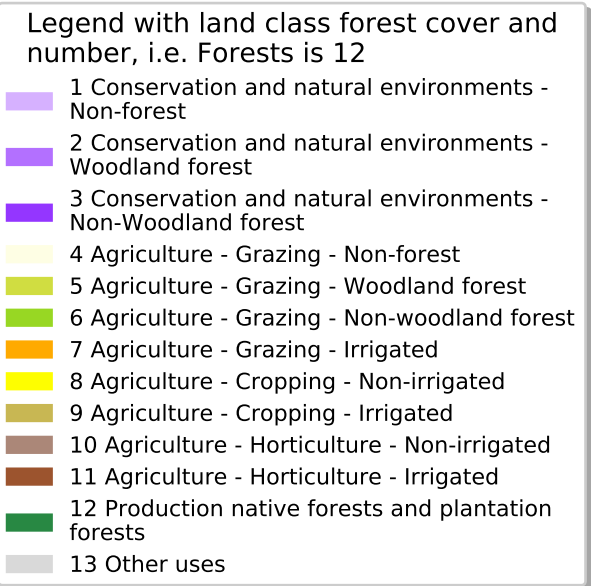 Legend with land class forest cover and
number, i.e. Forests is 12
1 Conservation and natural environments -
Non-forest
2 Conservation and natural environments -
Woodland forest
3 Conservation and natural environments -
Non-Woodland forest
4 Agriculture - Grazing - Non-forest
5 Agriculture - Grazing - Woodland forest
6 Agriculture - Grazing - Non-woodland forest
7 Agriculture - Grazing - Irrigated
8 Agriculture - Cropping - Non-irrigated
9 Agriculture - Cropping - Irrigated
10 Agriculture - Horticulture - Non-irrigated
11 Agriculture - Horticulture - Irrigated
12 Production native forests and plantation
forests
13 Other uses